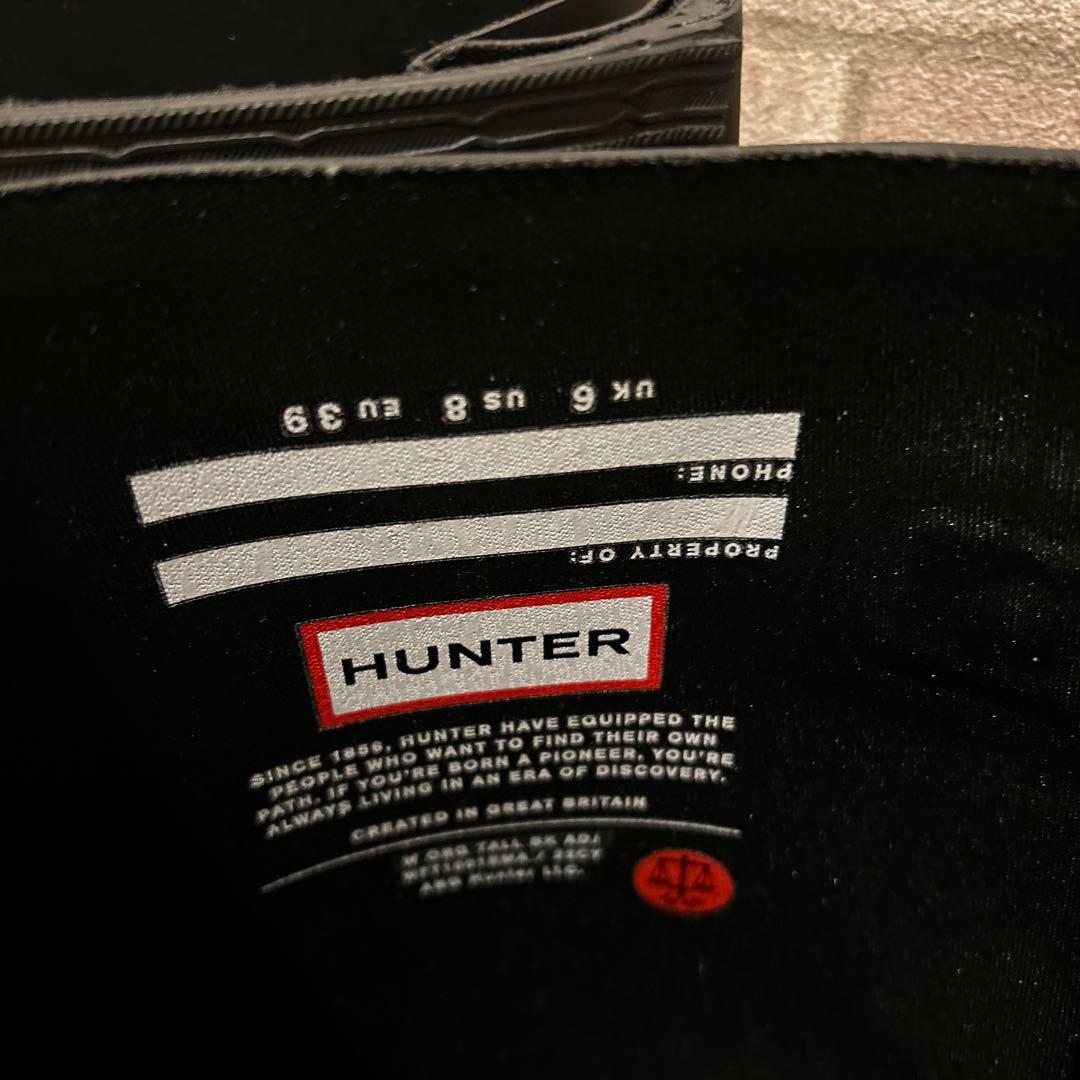 UK 6 US 8 EU 39
PHONE:
PROPERTY OF:
HUNTER
SINCE 1856, HUNTER HAVE EQUIPPED THE
PEOPLE WHO WANT TO FIND THEIR OWN
PATH. IF YOU'RE BORN A PIONEER, YOU'RE
ALWAYS LIVING IN AN ERA OF DISCOVERY.
CREATED IN GREAT BRITAIN
W ORG TALL BK ADJ
ABG Hunter LLC.